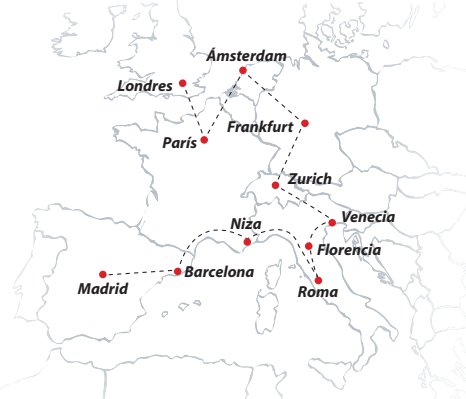 Ámsterdam
Londres
Frankfurt
París
Zurich
Venecia
Niza
Florencia
Barcelona
Madrid
Roma